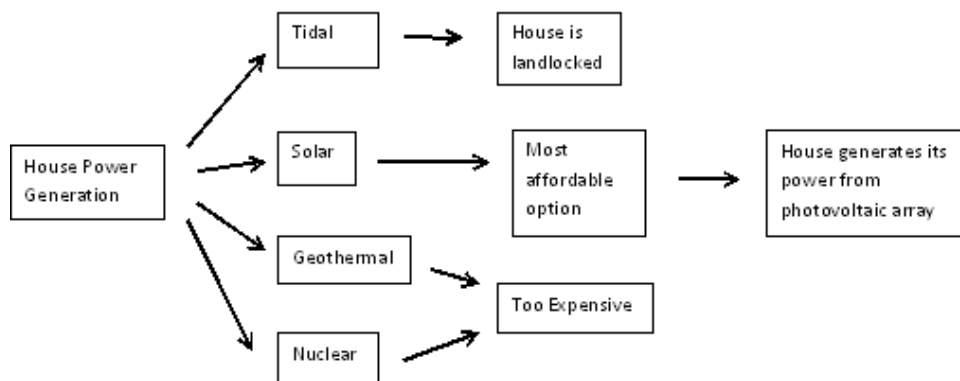 Tidal
House is
landlocked
House Power
Generation
Solar
Most
affordable
option
House generates its
power from
photovoltaic array
Geothermal
Too Expensive
Nuclear